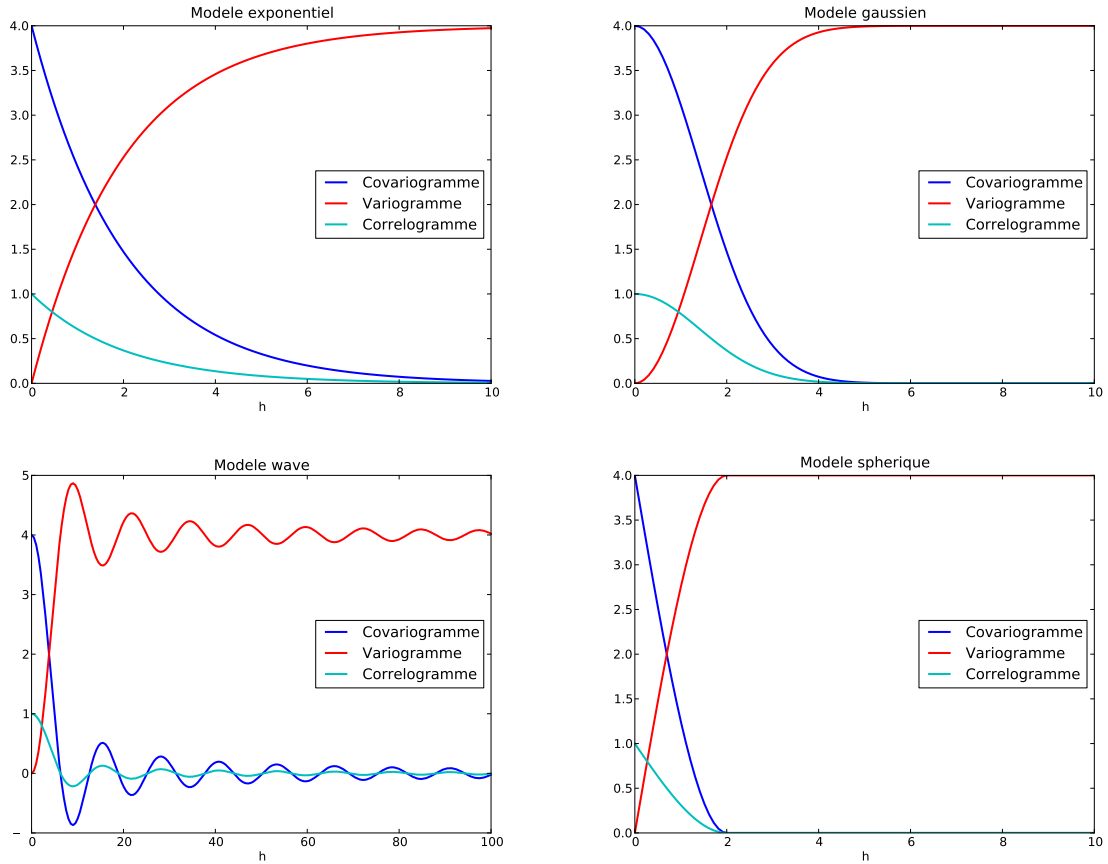 Modele exponentiel
4.0
3.5
3.0
2.5
2.0
1.5
1.0
0.5
0.0
0 2 4 6 8 10
h
Covariogramme
Variogramme
Correlogramme
Modele gaussien
4.0
3.5
3.0
2.5
2.0
1.5
1.0
0.5
0.0
0 2 4 6 8 10
h
Covariogramme
Variogramme
Correlogramme
Modele wave
5
4
3
2
1
0
−
0 20 40 60 80 100
h
Covariogramme
Variogramme
Correlogramme
Modele spherique
4.0
3.5
3.0
2.5
2.0
1.5
1.0
0.5
0.0
0 2 4 6 8 10
h
Covariogramme
Variogramme
Correlogramme